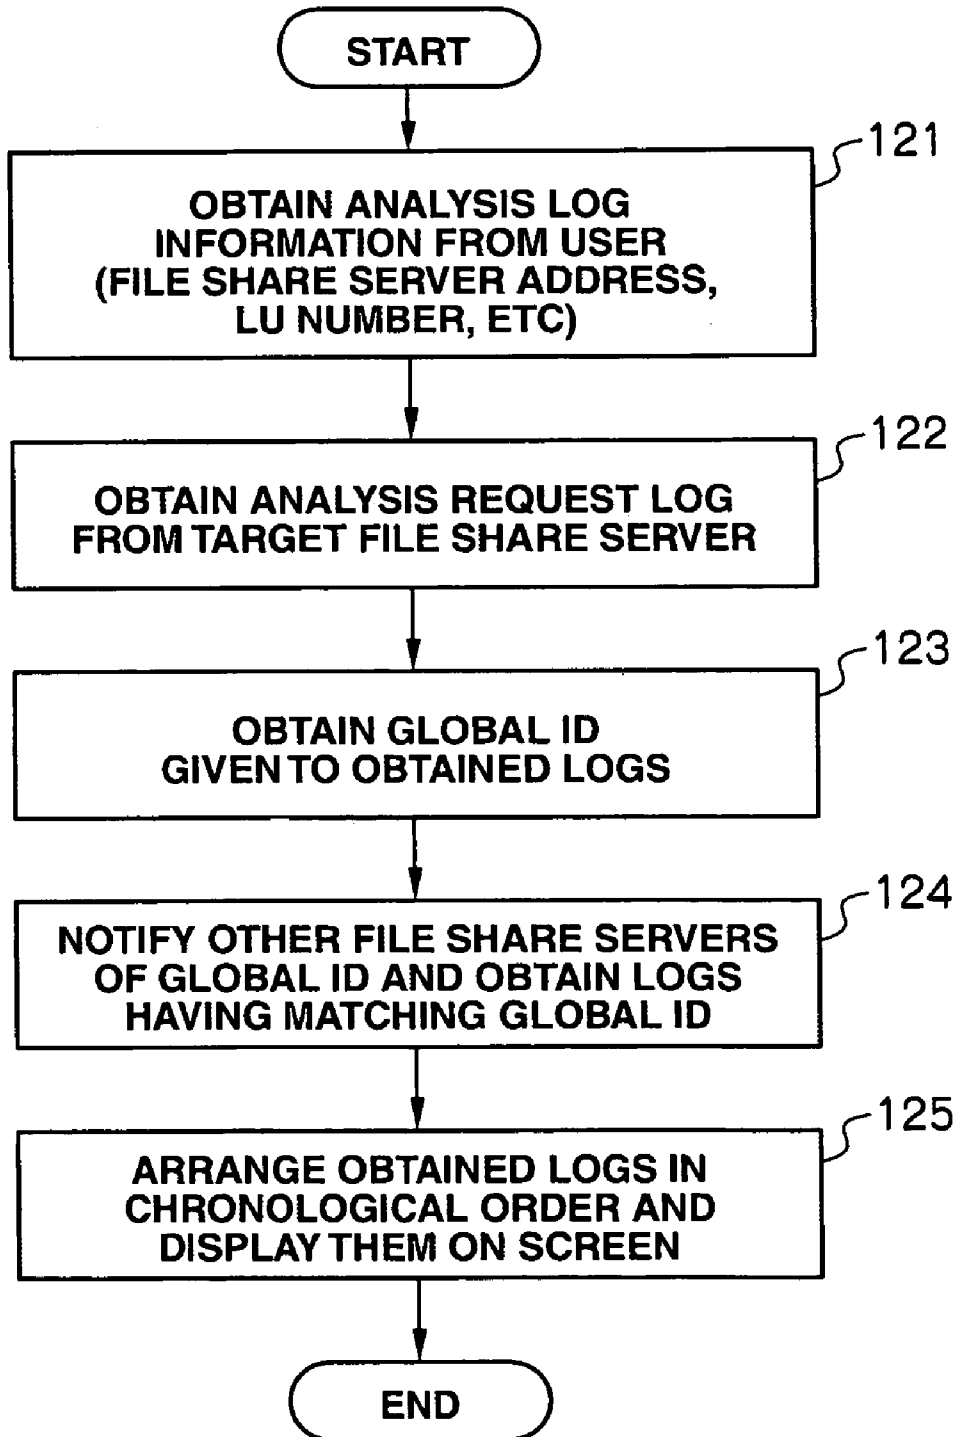 START
121
OBTAIN ANALYSIS LOG
INFORMATION FROM USER
(FILE SHARE SERVER ADDRESS,
LU NUMBER, ETC)
122
OBTAIN ANALYSIS REQUEST LOG
FROM TARGET FILE SHARE SERVER
123
OBTAIN GLOBAL ID
GIVEN TO OBTAINED LOGS
124
NOTIFY OTHER FILE SHARE SERVERS
OF GLOBAL ID AND OBTAIN LOGS
HAVING MATCHING GLOBAL ID
125
ARRANGE OBTAINED LOGS IN
CHRONOLOGICAL ORDER AND
DISPLAY THEM ON SCREEN
END